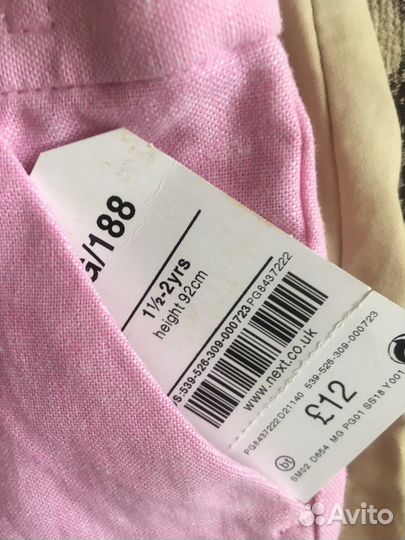 G/188
1½-2yrs
height 92cm
S:539-526-309-000723 PG8437222
www.next.co.uk
PG8437222 D21140 539-526-309-000723
£12
SM02 D654 MG PG01 SS18 Y001
Avito